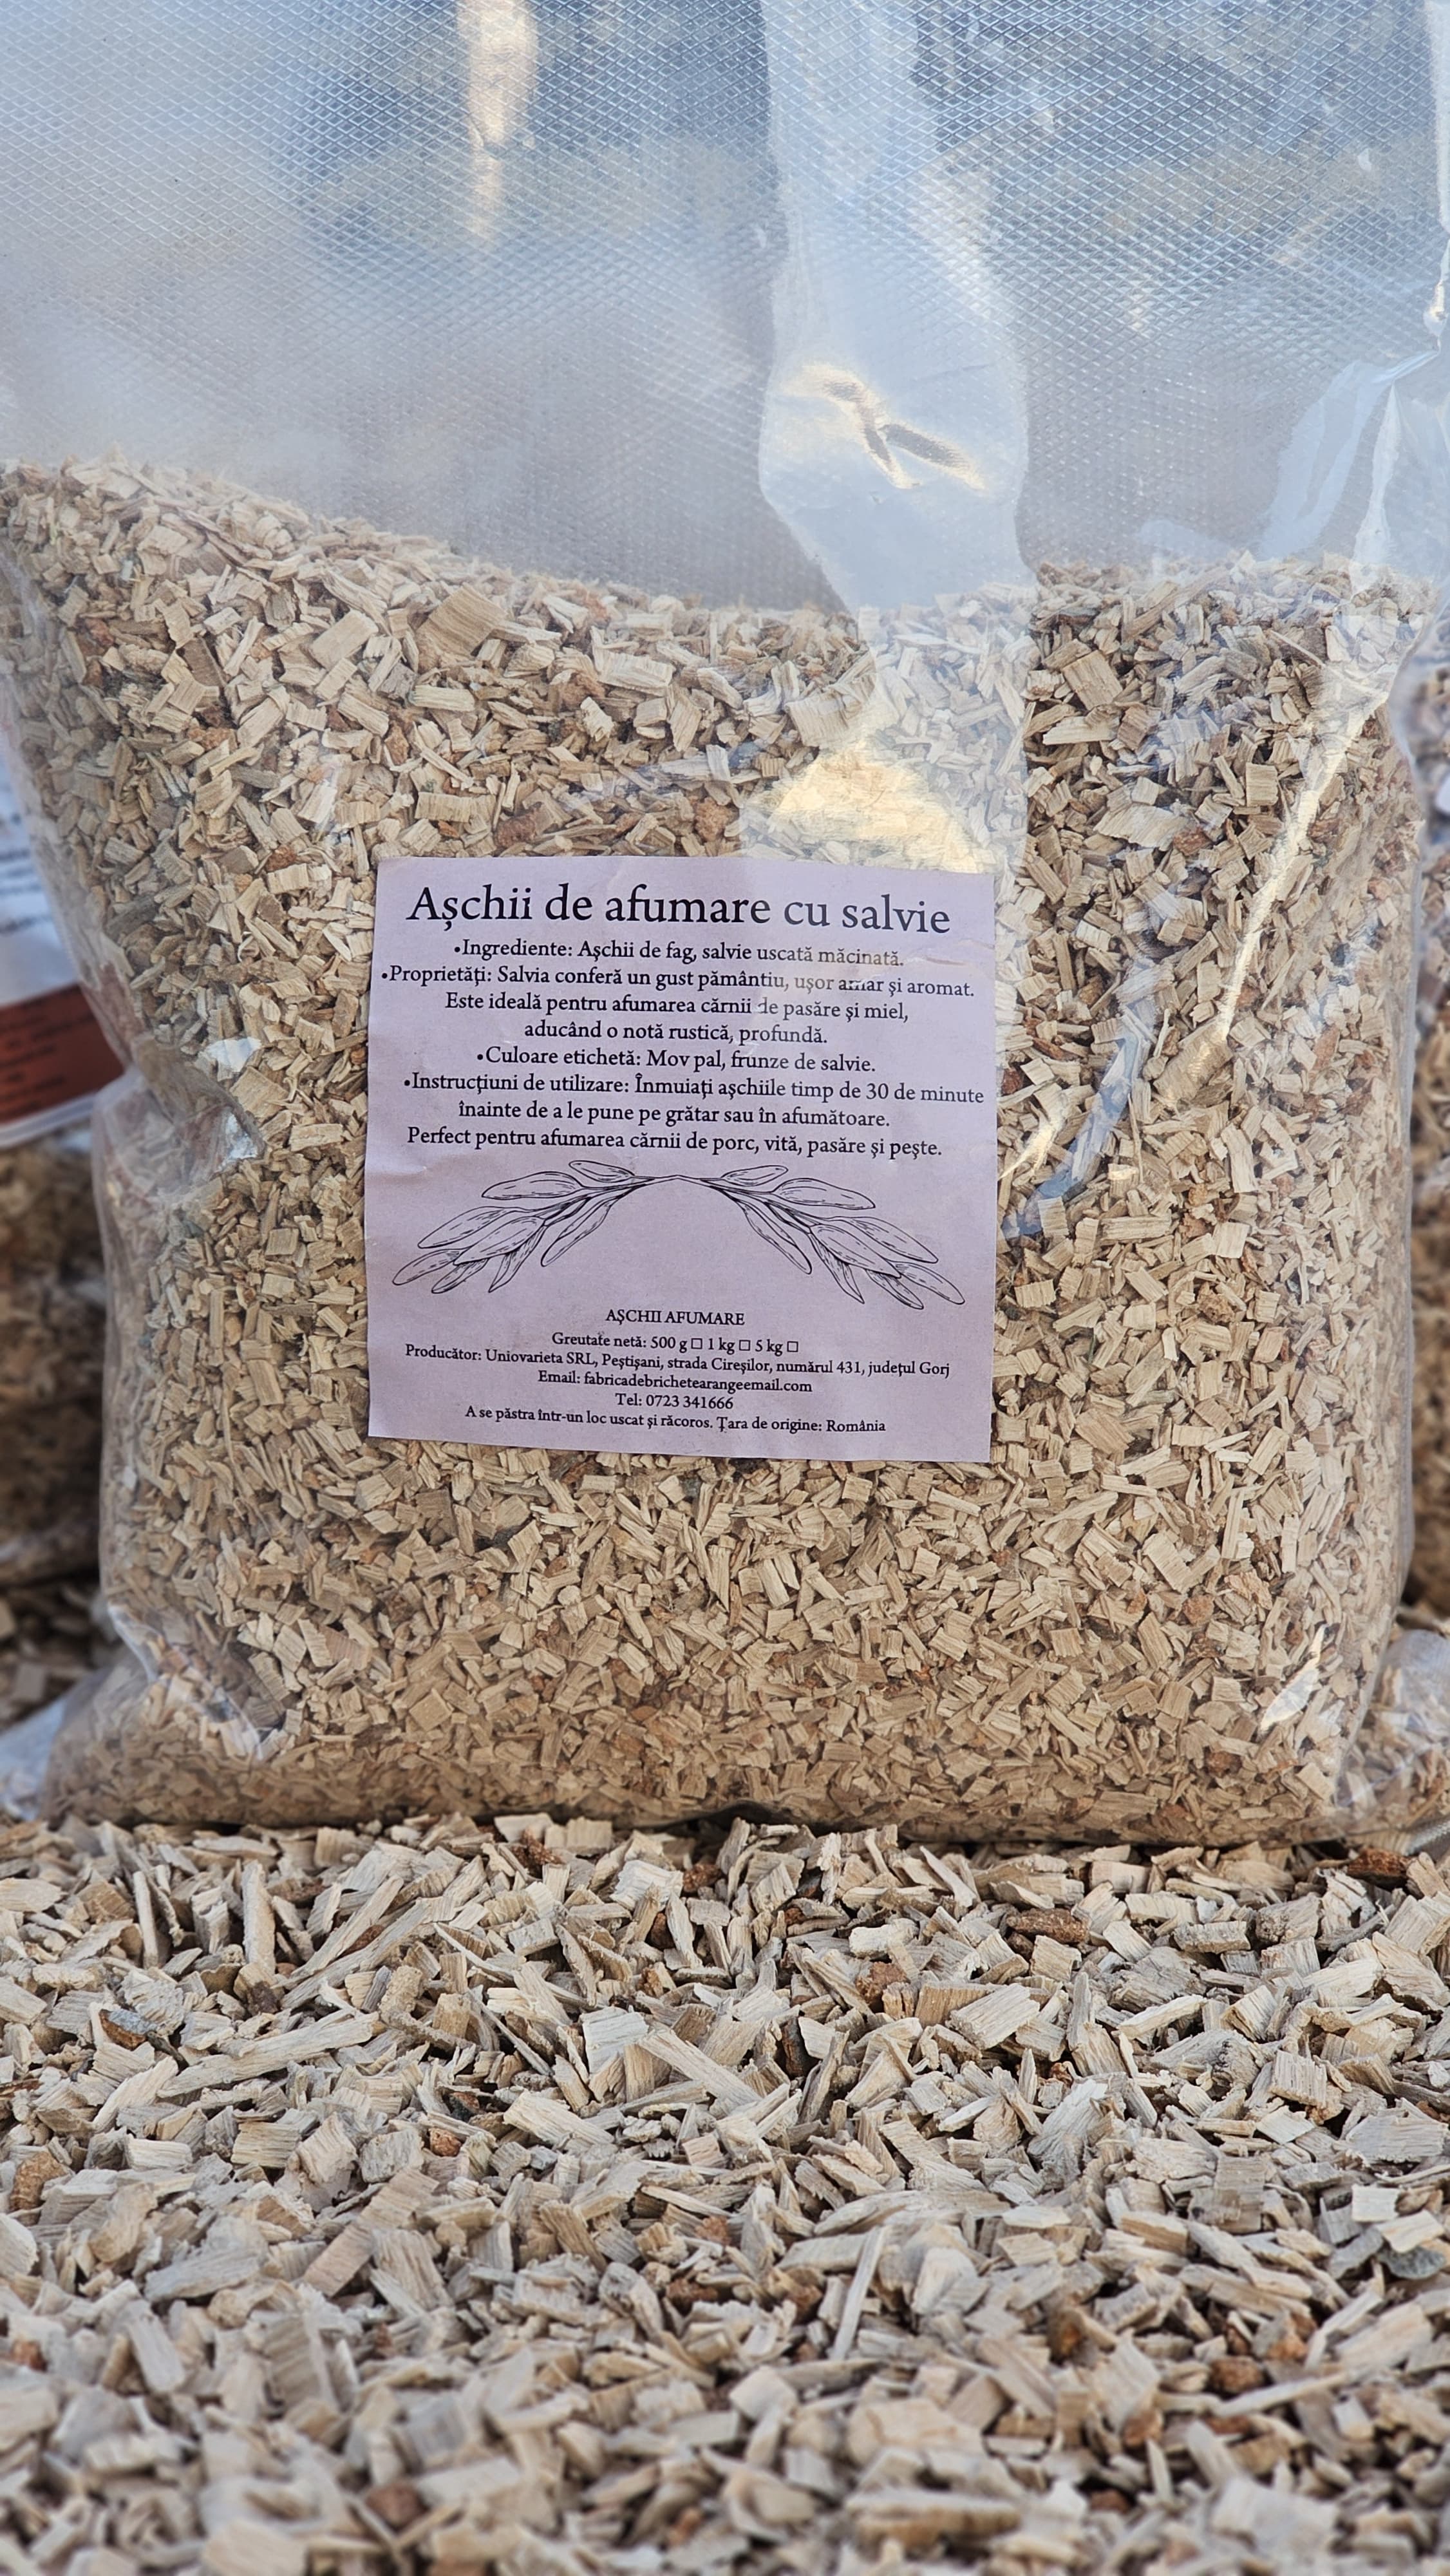 Așchii de afumare cu salvie
•Ingrediente: Așchii de fag, salvie uscată măcinată.
•Proprietăți: Salvia conferă un gust pământiu, ușor amar și aromat.
Este ideală pentru afumarea cărnii de pasăre și miel,
aducând o notă rustică, profundă.
•Culoare etichetă: Mov pal, frunze de salvie.
•Instrucțiuni de utilizare: Înmuiați așchiile timp de 30 de minute
înainte de a le pune pe grătar sau în afumătoare.
Perfect pentru afumarea cărnii de porc, vită, pasăre și pește.
AȘCHII AFUMARE
Greutate netă: 500 g □ 1 kg □ 5 kg □
Producător: Uniovarieta SRL, Peștișani, strada Cireșilor, numărul 431, județul Gorj
Email: fabricadebrichetearangeemail.com
Tel: 0723 341666
A se păstra într-un loc uscat și răcoros. Țara de origine: România